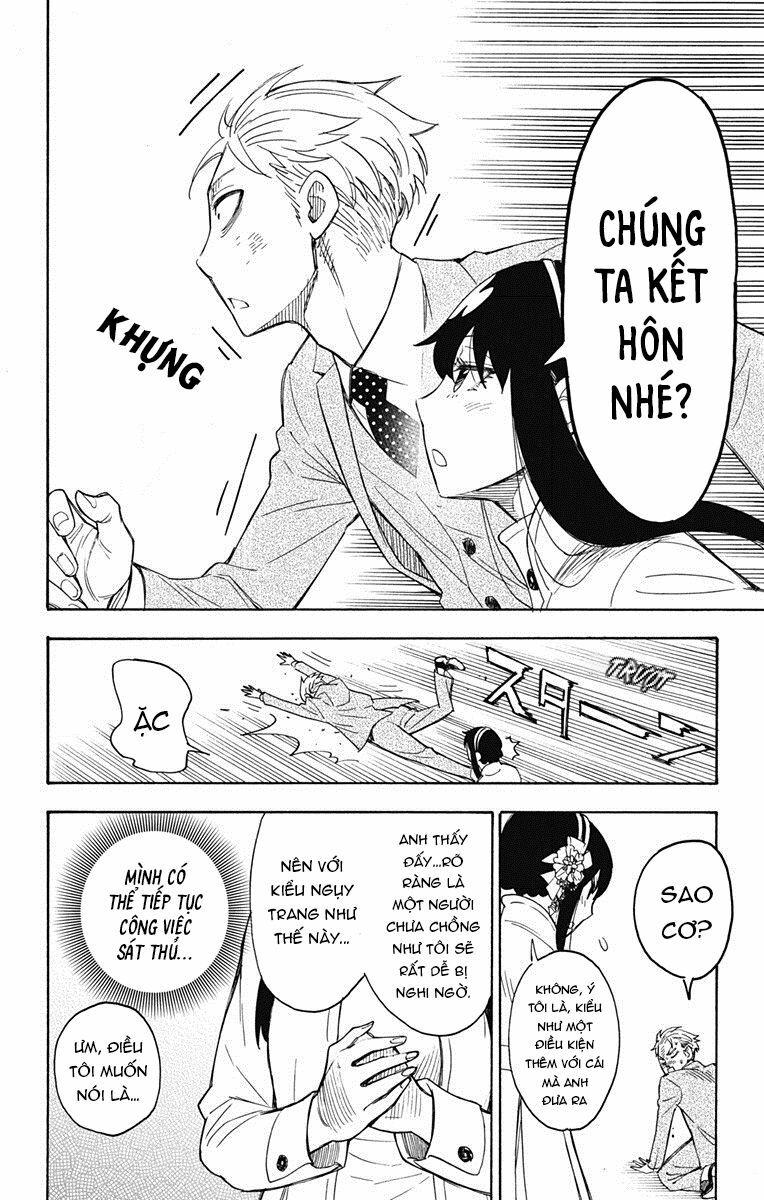 CHÚNG
TA KẾT
HÔN
NHÉ?
KHỰNG
TRƯỢT
スターン
ẶC
SAO
CƠ?
KHÔNG, Ý
TÔI LÀ, KIỂU
NHƯ MỘT
ĐIỀU KIỆN
THÊM VỚI CÁI
MÀ ANH
ĐƯA RA
ANH THẤY
ĐẤY...RÕ
RÀNG LÀ
MỘT NGƯỜI
CHƯA CHỒNG
NHƯ TÔI SẼ
RẤT DỄ BỊ
NGHI NGỜ.
NÊN VỚI
KIỂU NGỤY
TRANG NHƯ
THẾ NÀY...
MÌNH CÓ
THỂ TIẾP TỤC
CÔNG VIỆC
SÁT THỦ...
ƯM, ĐIỀU
TÔI MUỐN
NÓI LÀ...